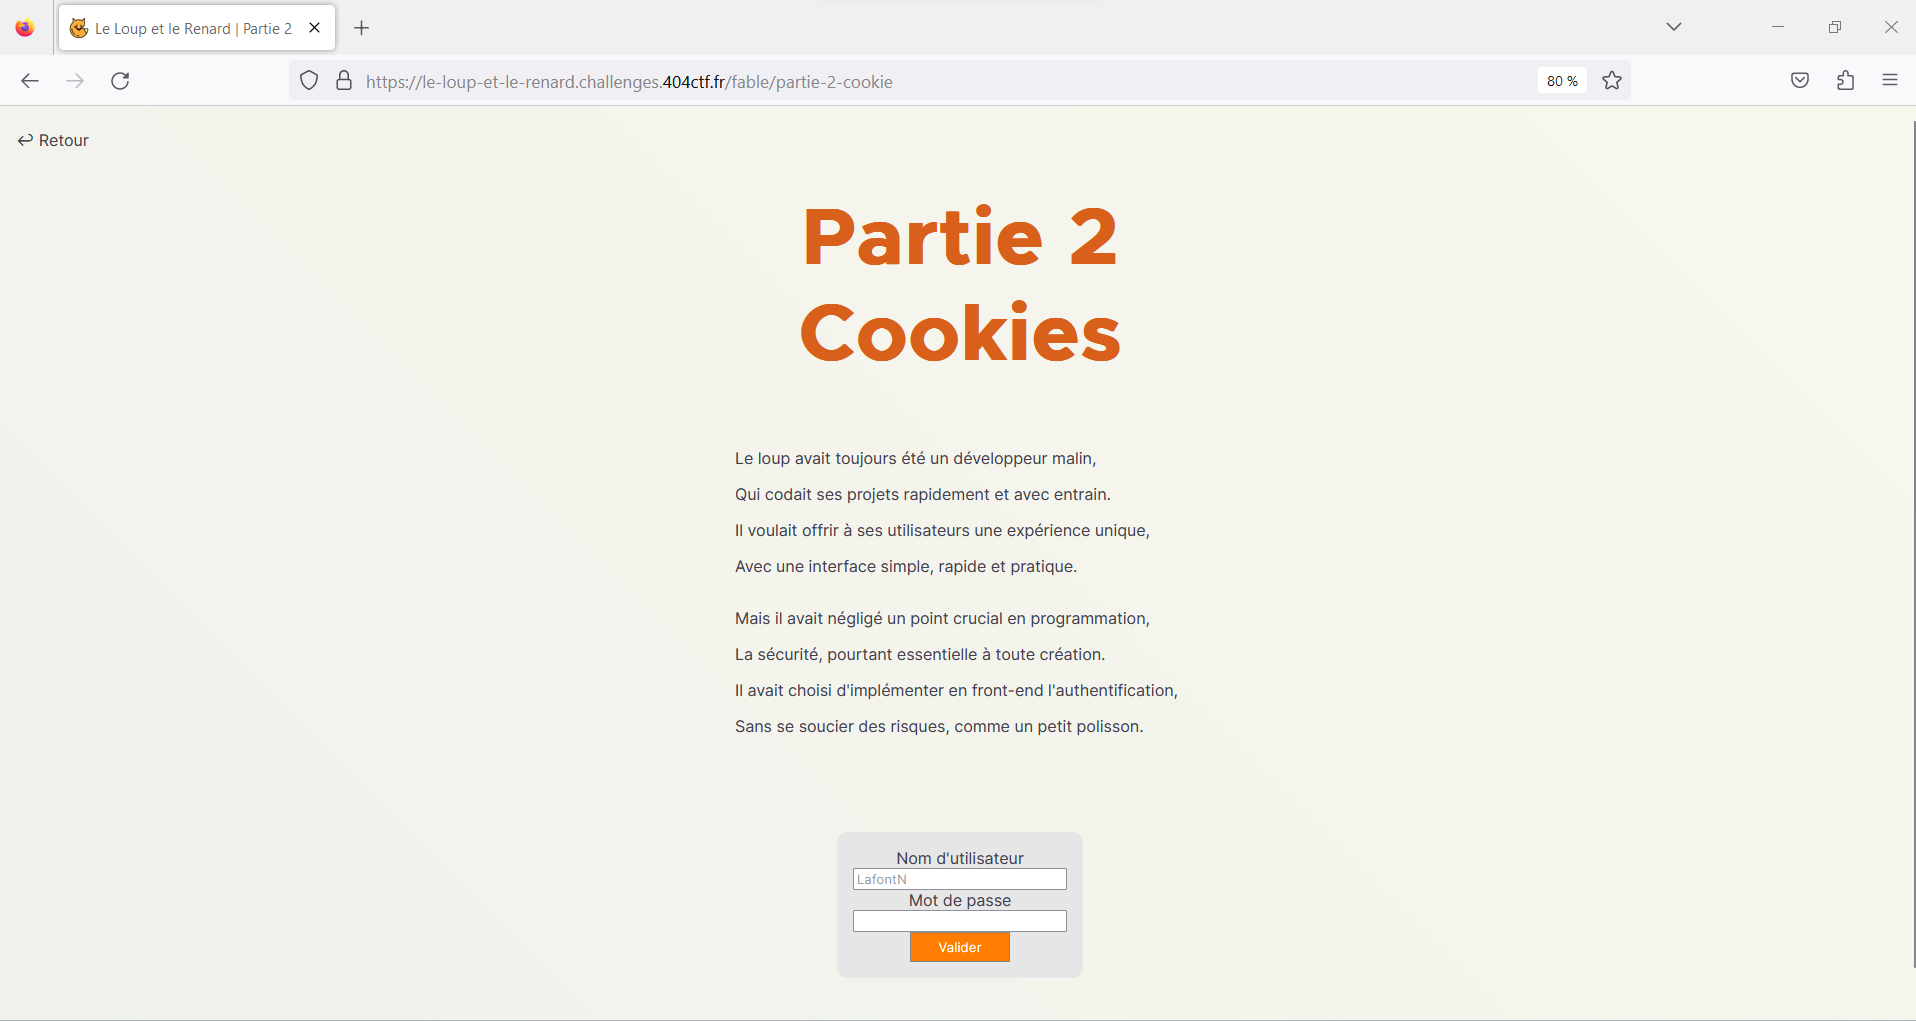 Le Loup et le Renard | Partie 2
https://le-loup-et-le-renard.challenges.404ctf.fr/fable/partie-2-cookie
80 %
↩ Retour
Partie 2
Cookies
Le loup avait toujours été un développeur malin,
Qui codait ses projets rapidement et avec entrain.
Il voulait offrir à ses utilisateurs une expérience unique,
Avec une interface simple, rapide et pratique.
Mais il avait négligé un point crucial en programmation,
La sécurité, pourtant essentielle à toute création.
Il avait choisi d'implémenter en front-end l'authentification,
Sans se soucier des risques, comme un petit polisson.
Nom d'utilisateur
LafontN
Mot de passe
Valider